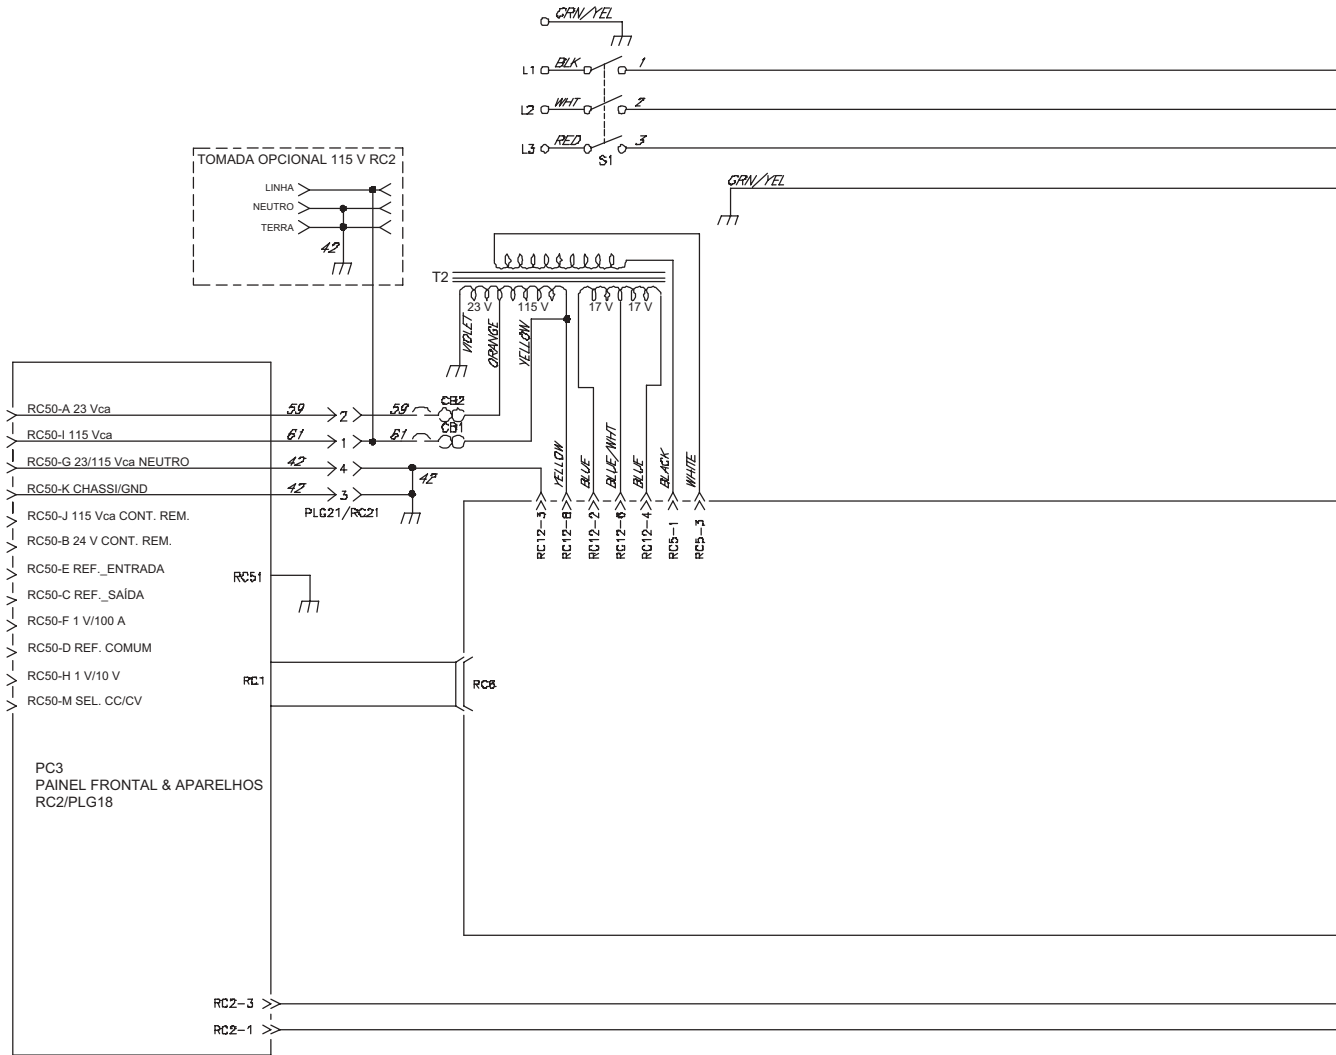 GRN/YEL
L1 BLK 1
L2 WHT 2
L3 RED 3
S1
GRN/YEL
TOMADA OPCIONAL 115 V RC2
LINHA
NEUTRO
TERRA
42
T2
23 V 115 V 17 V 17 V
VIOLET
ORANGE
YELLOW
RC50-A 23 Vca 59 2 59 CB2
RC50-I 115 Vca 61 1 61 CB1
RC50-G 23/115 Vca NEUTRO 42 4
42
RC50-K CHASSI/GND 42 3
PLG21/RC21
YELLOW
BLUE
BLUE/WHT
BLUE
BLACK
WHITE
RC12-3
RC12-8
RC12-2
RC12-6
RC12-4
RC5-1
RC5-3
RC50-J 115 Vca CONT. REM.
RC50-B 24 V CONT. REM.
RC50-E REF._ENTRADA
RC51
RC50-C REF._SAÍDA
RC50-F 1 V/100 A
RC50-D REF. COMUM
RC50-H 1 V/10 V
RC1
RC6
RC50-M SEL. CC/CV
PC3
PAINEL FRONTAL & APARELHOS
RC2/PLG18
RC2-3
RC2-1